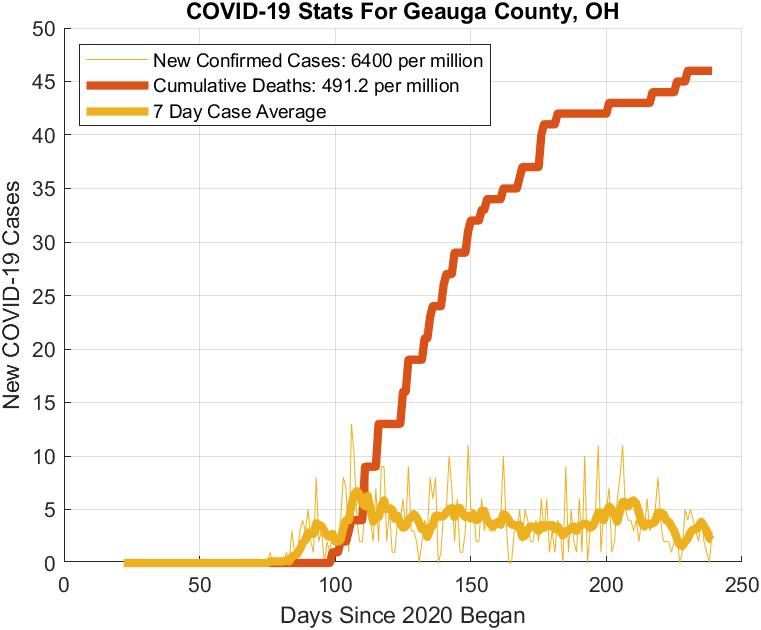 COVID-19 Stats For Geauga County, OH
50
45
40
35
30
25
20
15
10
5
0
New COVID-19 Cases
New Confirmed Cases: 6400 per million
Cumulative Deaths: 491.2 per million
7 Day Case Average
0 50 100 150 200 250
Days Since 2020 Began